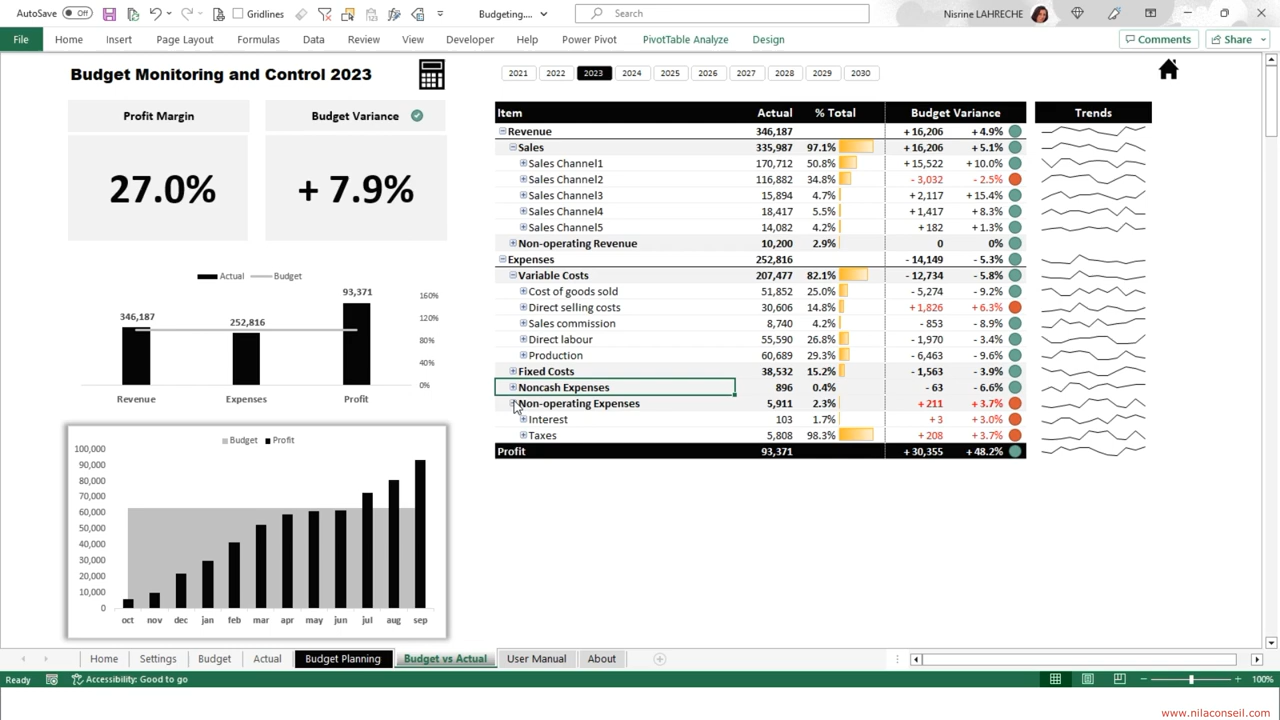 AutoSave Off Budgeting.... Search Nisrine LAHRECHE
Gridlines
File Home Insert Page Layout Formulas Data Review View Developer Help Power Pivot PivotTable Analyze Design Comments Share
Budget Monitoring and Control 2023
2021 2022 2023 2024 2025 2026 2027 2028 2029 2030
Profit Margin
27.0%
Budget Variance
+ 7.9%
Actual Budget
93,371
346,187
252,816
160%
120%
80%
40%
0%
Revenue Expenses Profit
Budget Profit
100,000
90,000
80,000
70,000
60,000
50,000
40,000
30,000
20,000
10,000
0
oct nov dec jan feb mar apr may jun jul aug sep
Item Actual % Total Budget Variance Trends
Revenue 346,187 + 16,206 + 4.9%
Sales 335,987 97.1% + 16,206 + 5.1%
Sales Channel1 170,712 50.8% + 15,522 + 10.0%
Sales Channel2 116,882 34.8% - 3,032 - 2.5%
Sales Channel3 15,894 4.7% + 2,117 + 15.4%
Sales Channel4 18,417 5.5% + 1,417 + 8.3%
Sales Channel5 14,082 4.2% + 182 + 1.3%
Non-operating Revenue 10,200 2.9% 0 0%
Expenses 252,816 - 14,149 - 5.3%
Variable Costs 207,477 82.1% - 12,734 - 5.8%
Cost of goods sold 51,852 25.0% - 5,274 - 9.2%
Direct selling costs 30,606 14.8% + 1,826 + 6.3%
Sales commission 8,740 4.2% - 853 - 8.9%
Direct labour 55,590 26.8% - 1,970 - 3.4%
Production 60,689 29.3% - 6,463 - 9.6%
Fixed Costs 38,532 15.2% - 1,563 - 3.9%
Noncash Expenses 896 0.4% - 63 - 6.6%
Non-operating Expenses 5,911 2.3% + 211 + 3.7%
Interest 103 1.7% + 3 + 3.0%
Taxes 5,808 98.3% + 208 + 3.7%
Profit 93,371 + 30,355 + 48.2%
Home Settings Budget Actual Budget Planning Budget vs Actual User Manual About
Ready Accessibility: Good to go 100%
www.nilaconseil.com